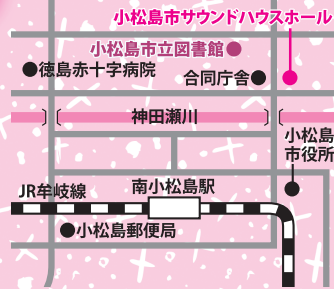 小松島市サウンドハウスホール
小松島市立図書館
徳島赤十字病院
合同庁舎
神田瀬川
小松島
市役所
JR牟岐線
南小松島駅
小松島郵便局